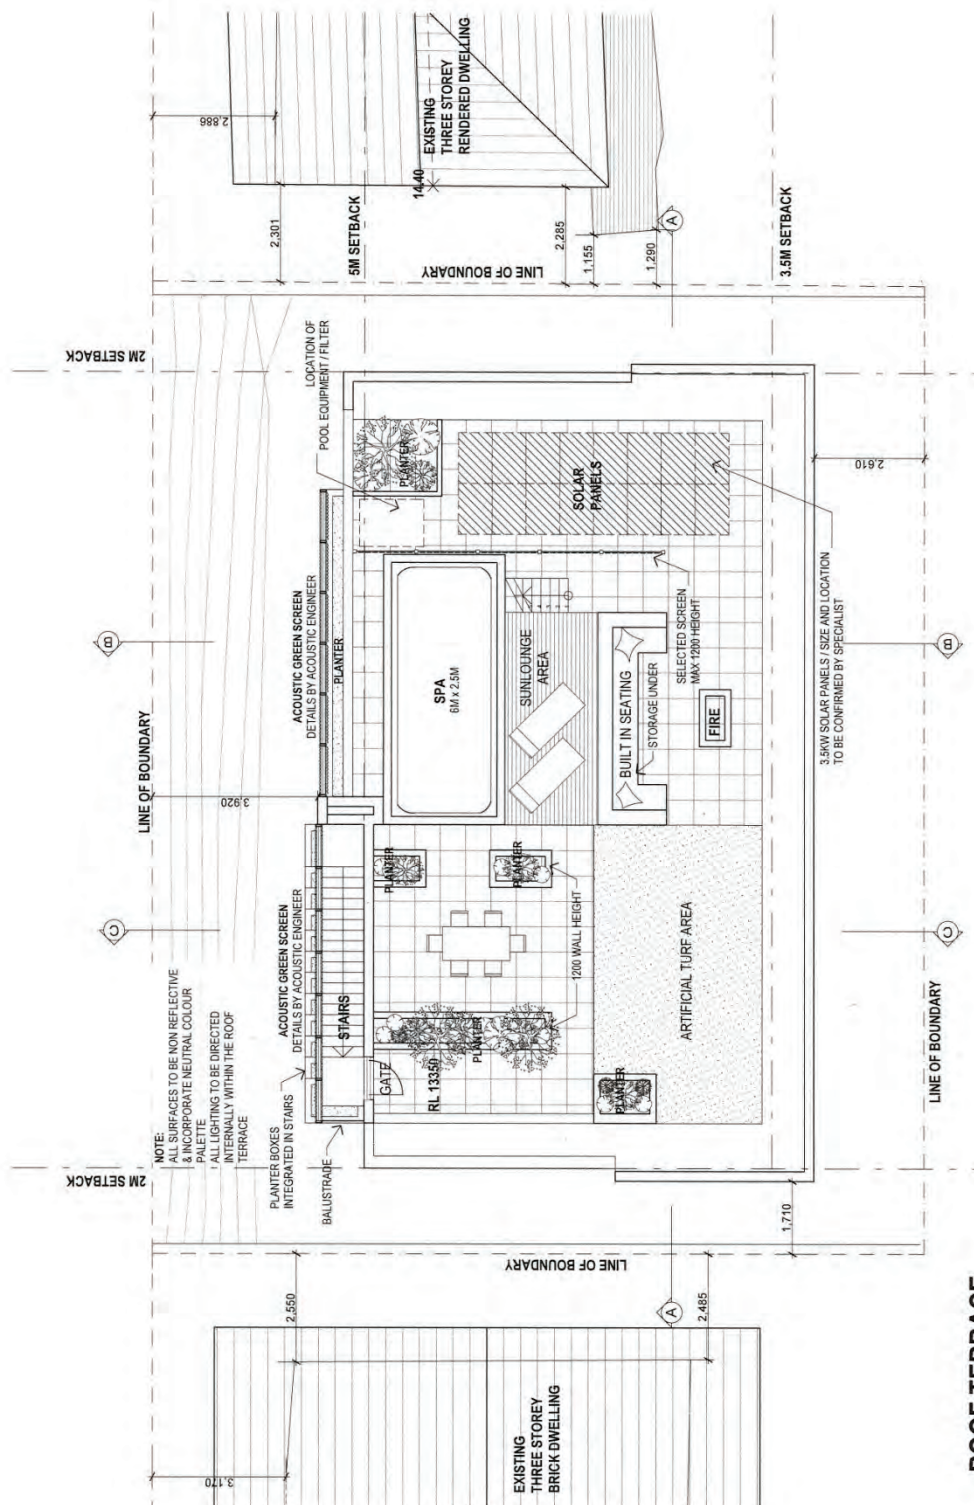 EXISTING
THREE STOREY
BRICK DWELLING
3,170
2,550
2,485
A
LINE OF BOUNDARY
2M SETBACK
1,710
NOTE:
ALL SURFACES TO BE NON REFLECTIVE
& INCORPORATE NEUTRAL COLOUR
PALETTE
ALL LIGHTING TO BE DIRECTED
INTERNALLY WITHIN THE ROOF
TERRACE
PLANTER BOXES
INTEGRATED IN STAIRS
BALUSTRADE
C
ACOUSTIC GREEN SCREEN
DETAILS BY ACOUSTIC ENGINEER
STAIRS
GATE
RL 13350
PLANTER
PLANTER
PLANTER
PLANTER
1200 WALL HEIGHT
ARTIFICIAL TURF AREA
C
LINE OF BOUNDARY
LINE OF BOUNDARY
3,920
B
ACOUSTIC GREEN SCREEN
DETAILS BY ACOUSTIC ENGINEER
PLANTER
SPA
6M x 2.5M
SUNLOUNGE
AREA
BUILT IN SEATING
STORAGE UNDER
FIRE
SELECTED SCREEN
MAX 1200 HEIGHT
B
3.5KW SOLAR PANELS / SIZE AND LOCATION
TO BE CONFIRMED BY SPECIALIST
LOCATION OF
POOL EQUIPMENT / FILTER
PLANTER
SOLAR
PANELS
2,610
2M SETBACK
LINE OF BOUNDARY
5M SETBACK
3.5M SETBACK
2,301
2,285
1,155
1,290
A
2,886
14.40
EXISTING
THREE STOREY
RENDERED DWELLING
ROOF TERRACE